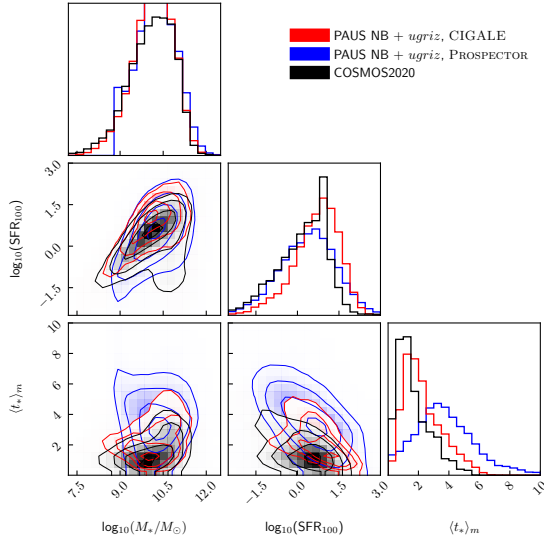 PAUS NB + ugriz, CIGALE
PAUS NB + ugriz, PROSPECTOR
COSMOS2020
3.0
1.5
0.0
−1.5
log₁₀(SFR₁₀₀)
10
8
6
4
2
⟨t*⟩ₘ
7.5 9.0 10.5 12.0
−1.5 0.0 1.5 3.0
2 4 6 8 10
log₁₀(M*/M⊙) log₁₀(SFR₁₀₀) ⟨t*⟩ₘ